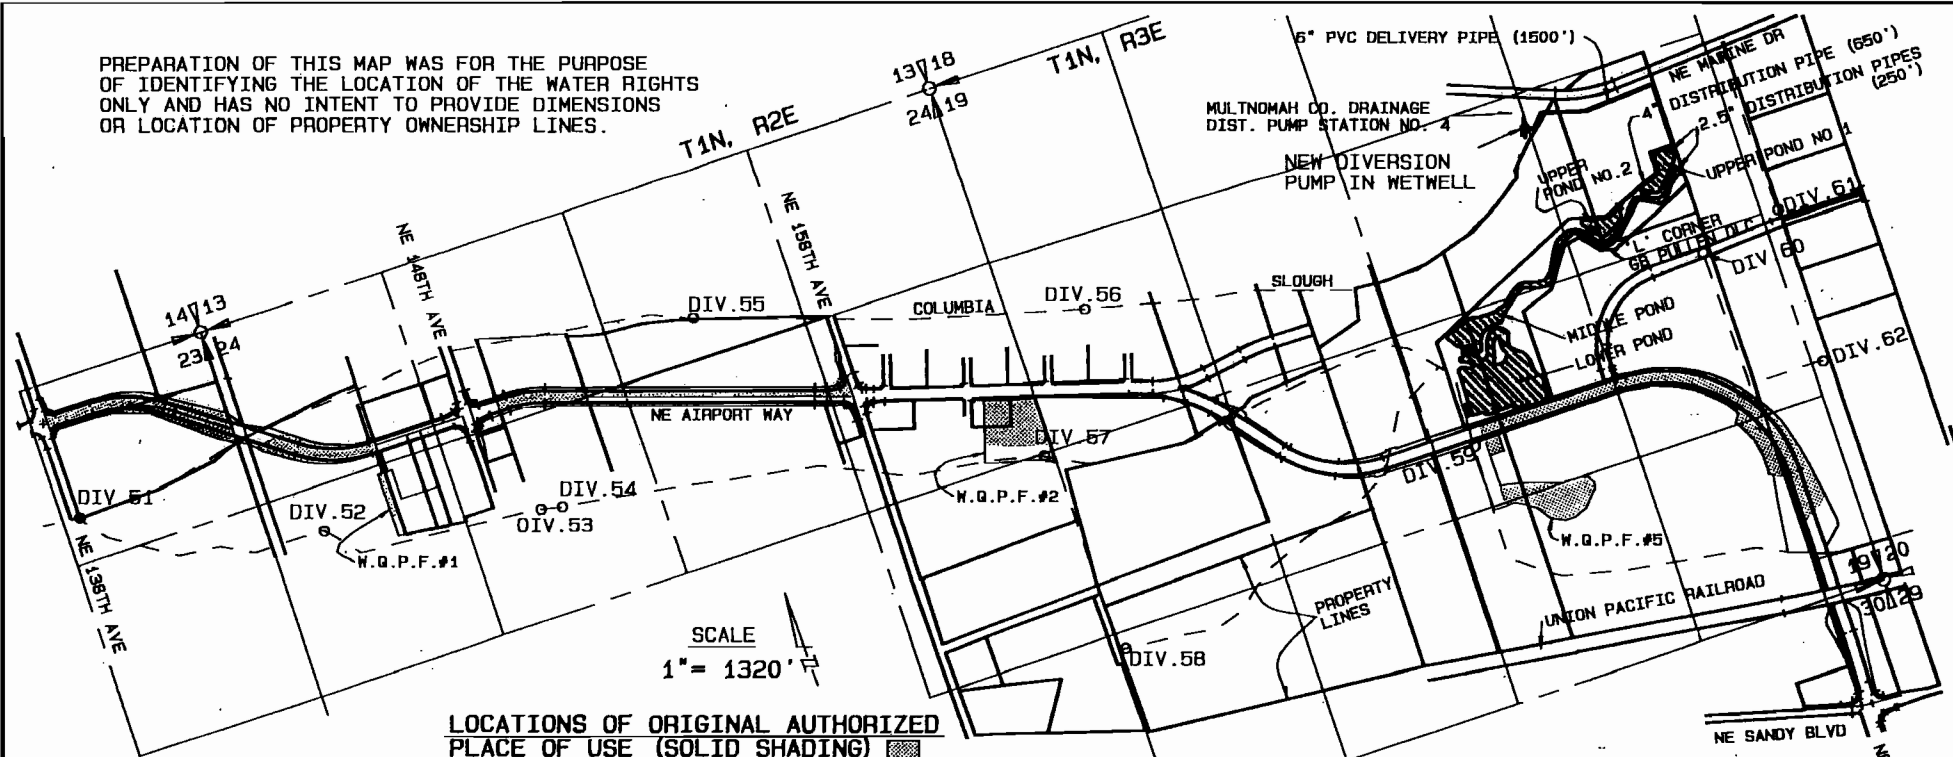 PREPARATION OF THIS MAP WAS FOR THE PURPOSE
OF IDENTIFYING THE LOCATION OF THE WATER RIGHTS
ONLY AND HAS NO INTENT TO PROVIDE DIMENSIONS
OR LOCATION OF PROPERTY OWNERSHIP LINES.
T1N, R2E
13 18
24 19
T1N, R3E
6" PVC DELIVERY PIPE (1500')
NE MARINE DR
4" DISTRIBUTION PIPE (650')
2.5" DISTRIBUTION PIPES
(250')
MULTNOMAH CO. DRAINAGE
DIST. PUMP STATION NO. 4
NEW DIVERSION
PUMP IN WETWELL
UPPER
POND NO.2
UPPER POND NO 1
DIV.61
'L' CORNER
GB PULLEN DLC
DIV 60
NE 148TH AVE
NE 158TH AVE
14 13
23 24
DIV.55
COLUMBIA
DIV.56
SLOUGH
MIDDLE POND
LOWER POND
DIV.62
NE AIRPORT WAY
DIV.57
DIV.59
DIV.51
DIV.52
DIV.54
DIV.53
W.Q.P.F.#1
W.Q.P.F.#2
W.Q.P.F.#5
NE 138TH AVE
19 20
30 29
UNION PACIFIC RAILROAD
PROPERTY
LINES
DIV.58
SCALE
1"= 1320'
LOCATIONS OF ORIGINAL AUTHORIZED
PLACE OF USE (SOLID SHADING)
NE SANDY BLVD
NE